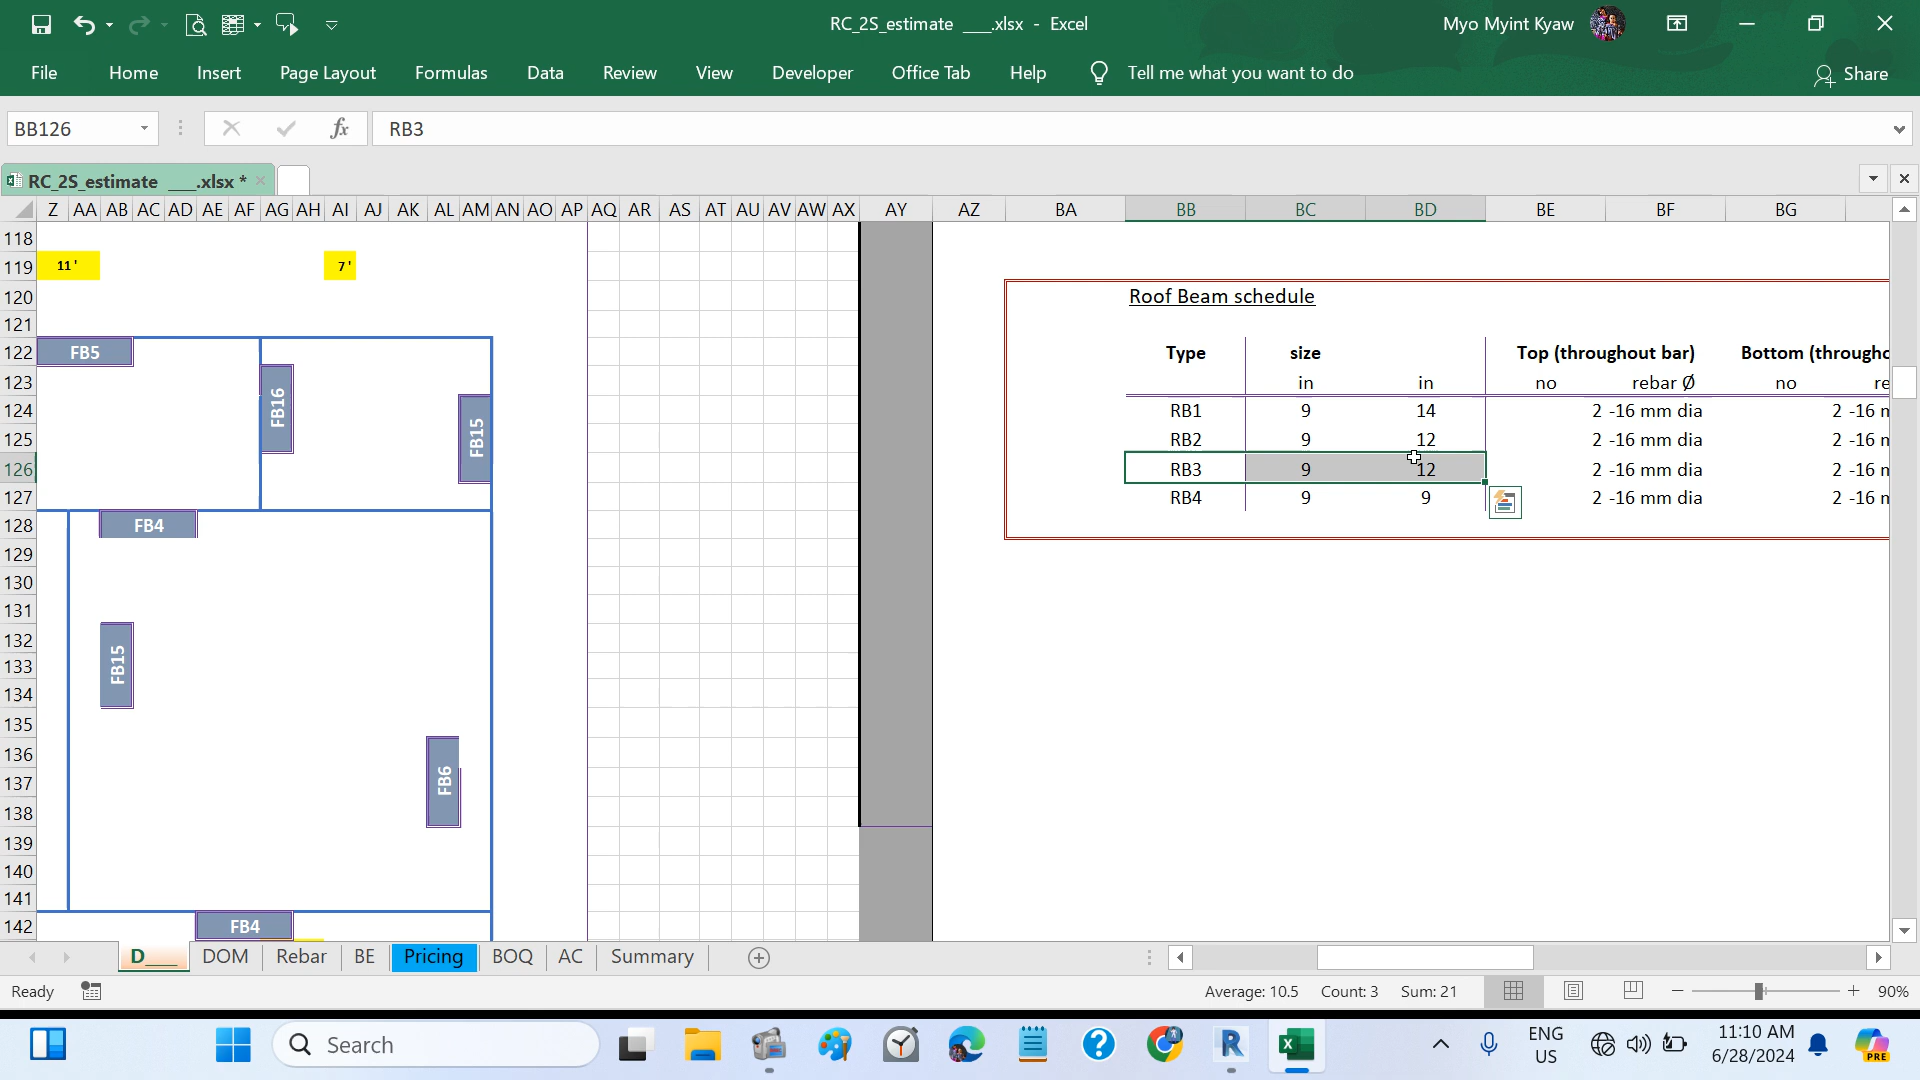 RC_2S_estimate ___.xlsx - Excel
Myo Myint Kyaw
File Home Insert Page Layout Formulas Data Review View Developer Office Tab Help Tell me what you want to do Share
BB126 fx RB3
RC_2S_estimate ___.xlsx *
Z AA AB AC AD AE AF AG AH AI AJ AK AL AM AN AO AP AQ AR AS AT AU AV AW AX AY AZ BA BB BC BD BE BF BG
118
119 11 ' 7 '
120 Roof Beam schedule
121
122 FB5 Type size Top (throughout bar) Bottom (througho
123 in in no rebar Ø no re
124 RB1 9 14 2 -16 mm dia 2 -16 n
125 RB2 9 12 2 -16 mm dia 2 -16 n
126 RB3 9 12 2 -16 mm dia 2 -16 n
127 RB4 9 9 2 -16 mm dia 2 -16 n
FB16
FB15
128 FB4
129
130
131
132
133
134
FB15
135
136
137
138
FB6
139
140
141
142 FB4
D___ DOM Rebar BE Pricing BOQ AC Summary
Ready Average: 10.5 Count: 3 Sum: 21 90%
Search
ENG
US
11:10 AM
6/28/2024
PRE